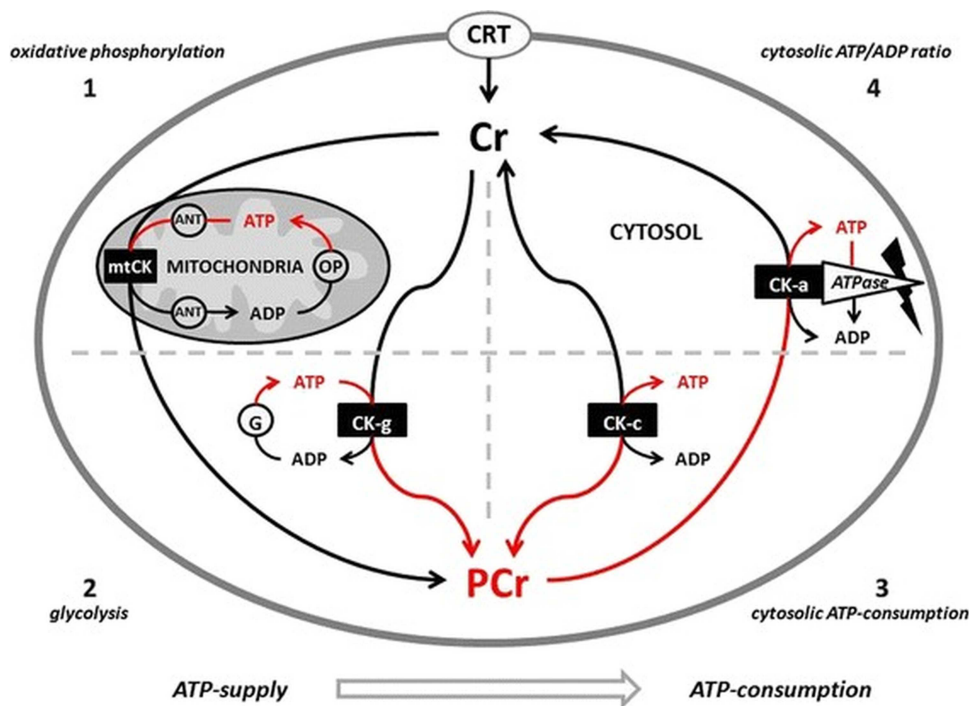 CRT
oxidative phosphorylation
1
cytosolic ATP/ADP ratio
4
Cr
ANT
ATP
CYTOSOL
ATP
mtCK
MITOCHONDRIA
OP
CK-a
ATPase
ANT
ADP
ADP
ATP
ATP
G
CK-g
CK-c
ADP
ADP
PCr
2
glycolysis
3
cytosolic ATP-consumption
ATP-supply
ATP-consumption